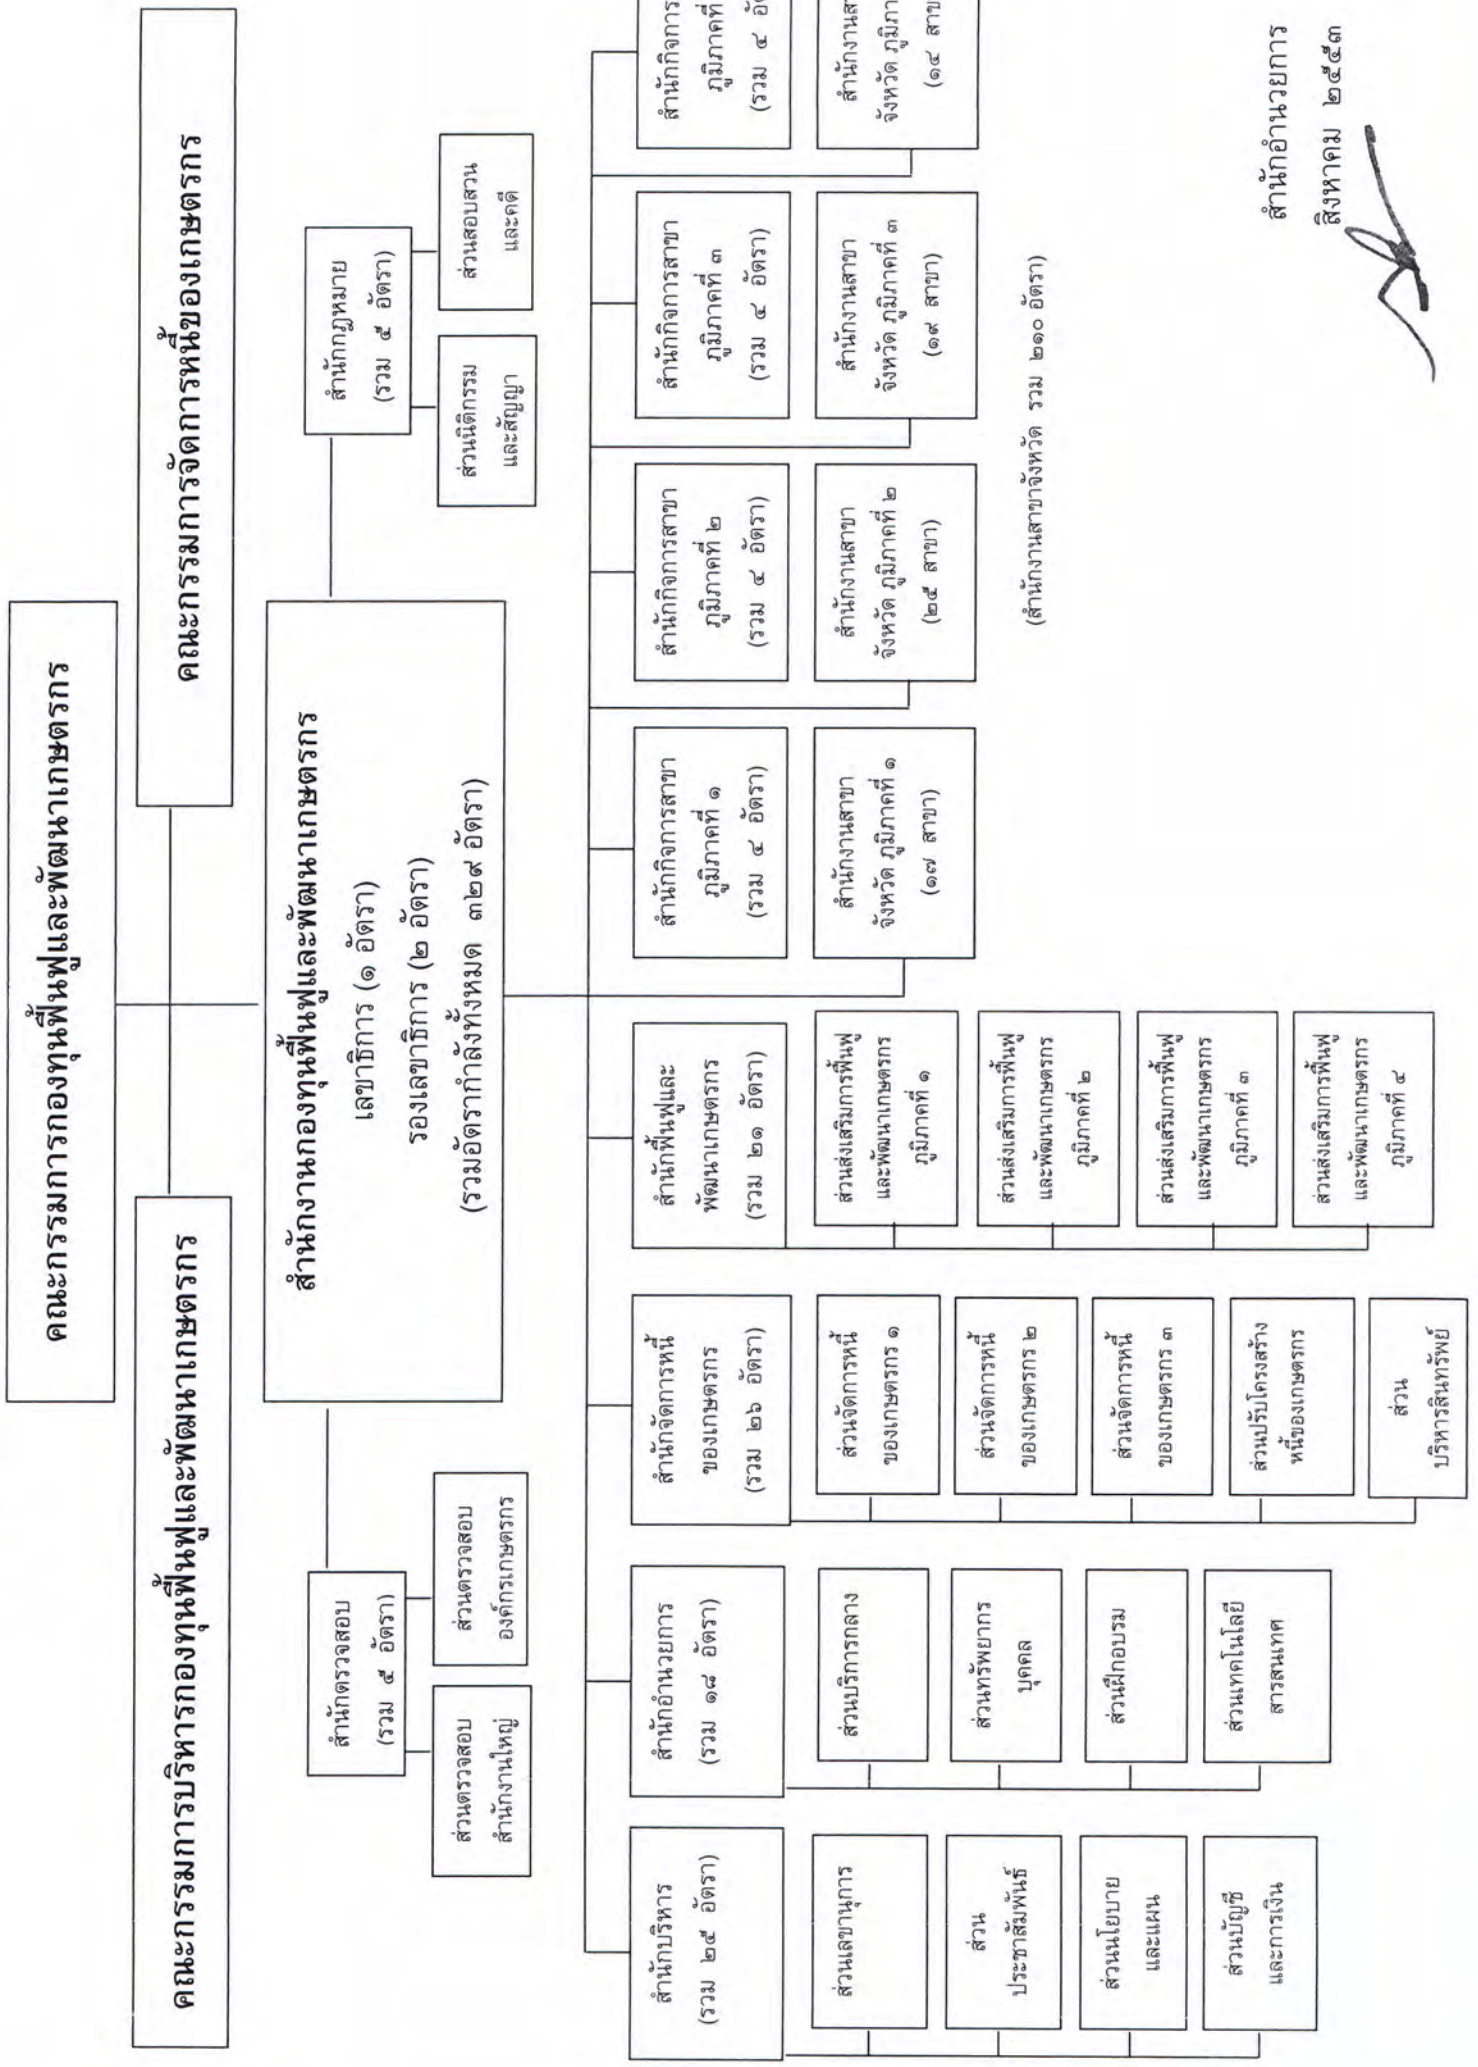 คณะกรรมการกองทุนฟื้นฟูและพัฒนาเกษตรกร
คณะกรรมการบริหารกองทุนฟื้นฟูและพัฒนาเกษตรกร
คณะกรรมการจัดการหนี้ของเกษตรกร
สำนักงานกองทุนฟื้นฟูและพัฒนาเกษตรกร
เลขาธิการ (๑ อัตรา)
รองเลขาธิการ (๒ อัตรา)
(รวมอัตรากำลังทั้งหมด ๓๒๙ อัตรา)
สำนักตรวจสอบ
(รวม ๕ อัตรา)
ส่วนตรวจสอบ
สำนักงานใหญ่
ส่วนตรวจสอบ
องค์กรเกษตรกร
สำนักกฎหมาย
(รวม ๕ อัตรา)
ส่วนนิติกรรม
และสัญญา
ส่วนสอบสวน
และคดี
สำนักบริหาร
(รวม ๒๕ อัตรา)
ส่วนเลขานุการ
ส่วน
ประชาสัมพันธ์
ส่วนนโยบาย
และแผน
ส่วนบัญชี
และการเงิน
สำนักอำนวยการ
(รวม ๑๘ อัตรา)
ส่วนบริการกลาง
ส่วนทรัพยากร
บุคคล
ส่วนฝึกอบรม
ส่วนเทคโนโลยี
สารสนเทศ
สำนักจัดการหนี้
ของเกษตรกร
(รวม ๒๖ อัตรา)
ส่วนจัดการหนี้
ของเกษตรกร ๑
ส่วนจัดการหนี้
ของเกษตรกร ๒
ส่วนจัดการหนี้
ของเกษตรกร ๓
ส่วนปรับโครงสร้าง
หนี้ของเกษตรกร
ส่วน
บริหารสินทรัพย์
สำนักฟื้นฟูและ
พัฒนาเกษตรกร
(รวม ๒๑ อัตรา)
ส่วนส่งเสริมการฟื้นฟู
และพัฒนาเกษตรกร
ภูมิภาคที่ ๑
ส่วนส่งเสริมการฟื้นฟู
และพัฒนาเกษตรกร
ภูมิภาคที่ ๒
ส่วนส่งเสริมการฟื้นฟู
และพัฒนาเกษตรกร
ภูมิภาคที่ ๓
ส่วนส่งเสริมการฟื้นฟู
และพัฒนาเกษตรกร
ภูมิภาคที่ ๔
สำนักกิจการสาขา
ภูมิภาคที่ ๑
(รวม ๔ อัตรา)
สำนักงานสาขา
จังหวัด ภูมิภาคที่ ๑
(๑๗ สาขา)
สำนักกิจการสาขา
ภูมิภาคที่ ๒
(รวม ๔ อัตรา)
สำนักงานสาขา
จังหวัด ภูมิภาคที่ ๒
(๒๕ สาขา)
สำนักกิจการสาขา
ภูมิภาคที่ ๓
(รวม ๔ อัตรา)
สำนักงานสาขา
จังหวัด ภูมิภาคที่ ๓
(๑๙ สาขา)
สำนักกิจการ
ภูมิภาคที่
(รวม ๔
สำนักงาน
จังหวัด
(๑๔
(สำนักงานสาขาจังหวัด รวม ๒๑๐ อัตรา)
สำนักอำนวยการ
สิงหาคม ๒๕๕๓